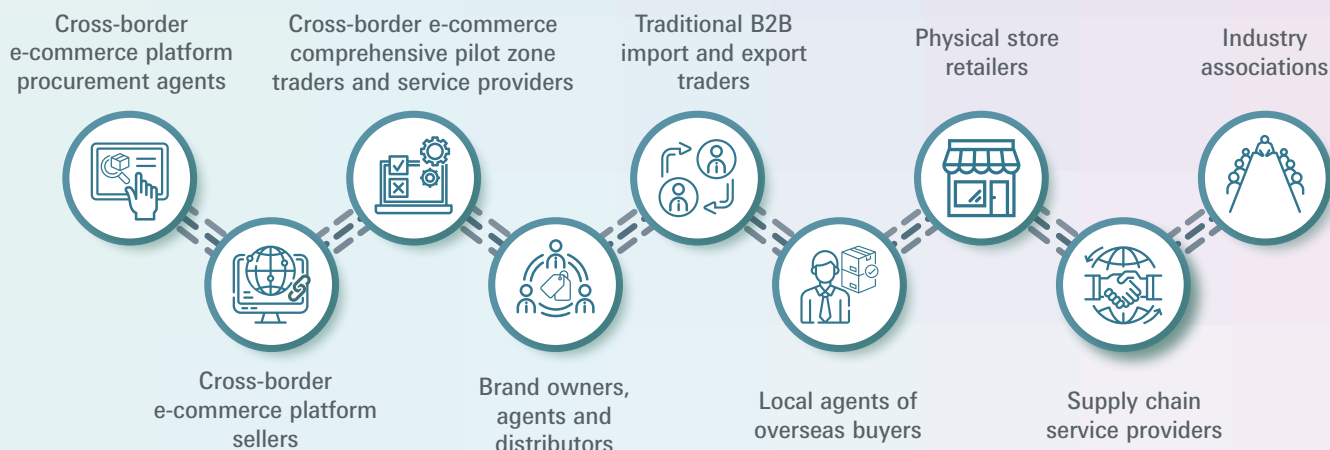 Cross-border
e-commerce platform
procurement agents
Cross-border e-commerce
comprehensive pilot zone
traders and service providers
Traditional B2B
import and export
traders
Physical store
retailers
Industry
associations
Cross-border
e-commerce platform
sellers
Brand owners,
agents and
distributors
Local agents of
overseas buyers
Supply chain
service providers